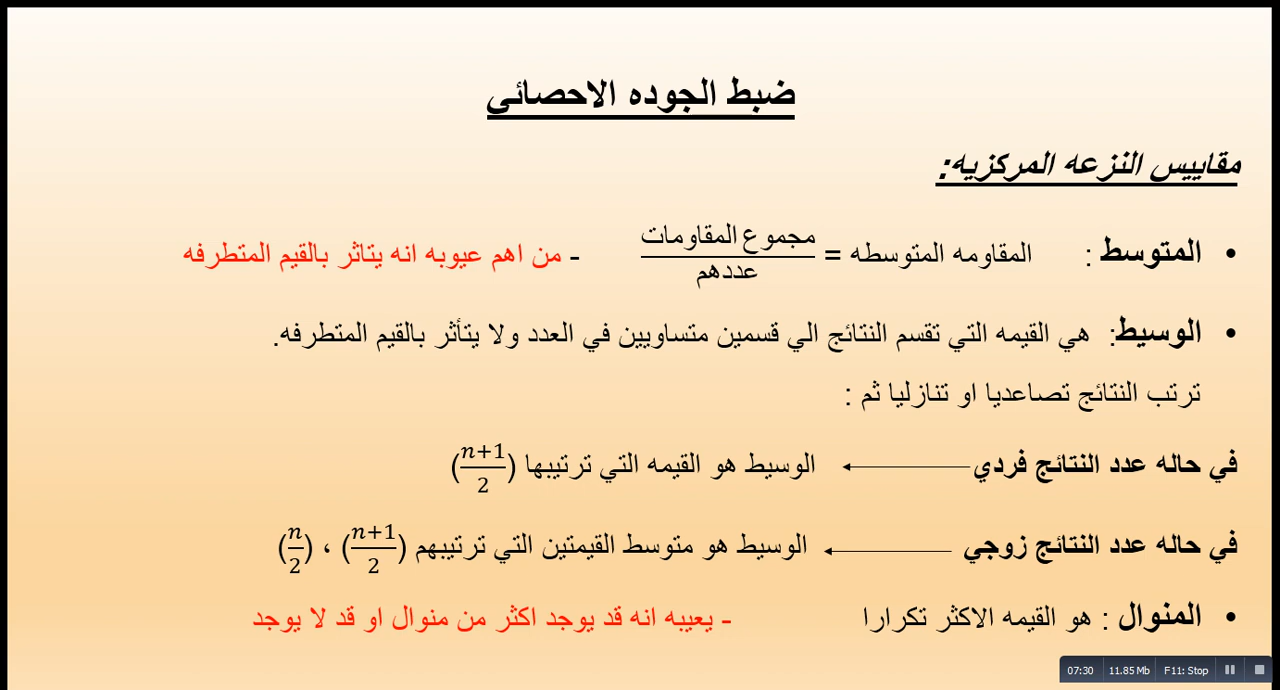 ضبط الجوده الاحصائي
مقاييس النزعه المركزيه:
• المتوسط : المقاومه المتوسطه = مجموع المقاومات / عددهم - من اهم عيوبه انه يتاثر بالقيم المتطرفه
• الوسيط: هي القيمه التي تقسم النتائج الي قسمين متساويين في العدد ولا يتأثر بالقيم المتطرفه.
ترتب النتائج تصاعديا او تنازليا ثم :
في حاله عدد النتائج فردي ← الوسيط هو القيمه التي ترتيبها (n+1/2)
في حاله عدد النتائج زوجي ← الوسيط هو متوسط القيمتين التي ترتيبهم (n+1/2) ، (n/2)
• المنوال : هو القيمه الاكثر تكرارا - يعيبه انه قد يوجد اكثر من منوال او قد لا يوجد
07:30 11.85 Mb F11: Stop